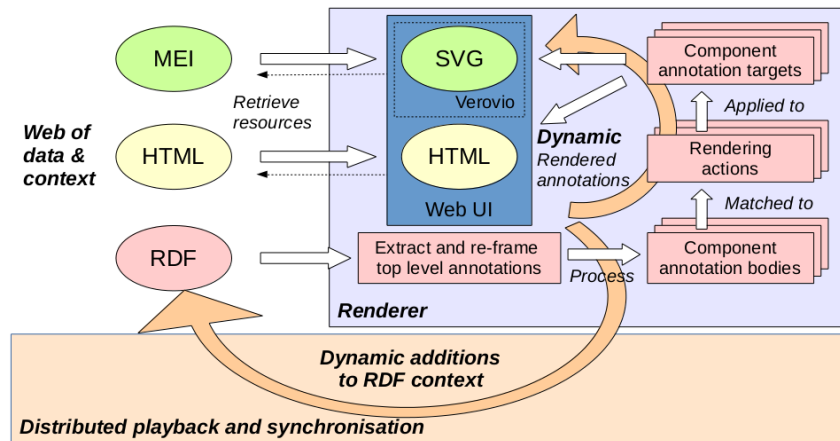 MEI
SVG
Verovio
Component
annotation targets
Retrieve
resources
Applied to
Web of
data &
context
HTML
HTML
Dynamic
Rendered
annotations
Rendering
actions
Web UI
Matched to
RDF
Extract and re-frame
top level annotations
Process
Component
annotation bodies
Renderer
Dynamic additions
to RDF context
Distributed playback and synchronisation